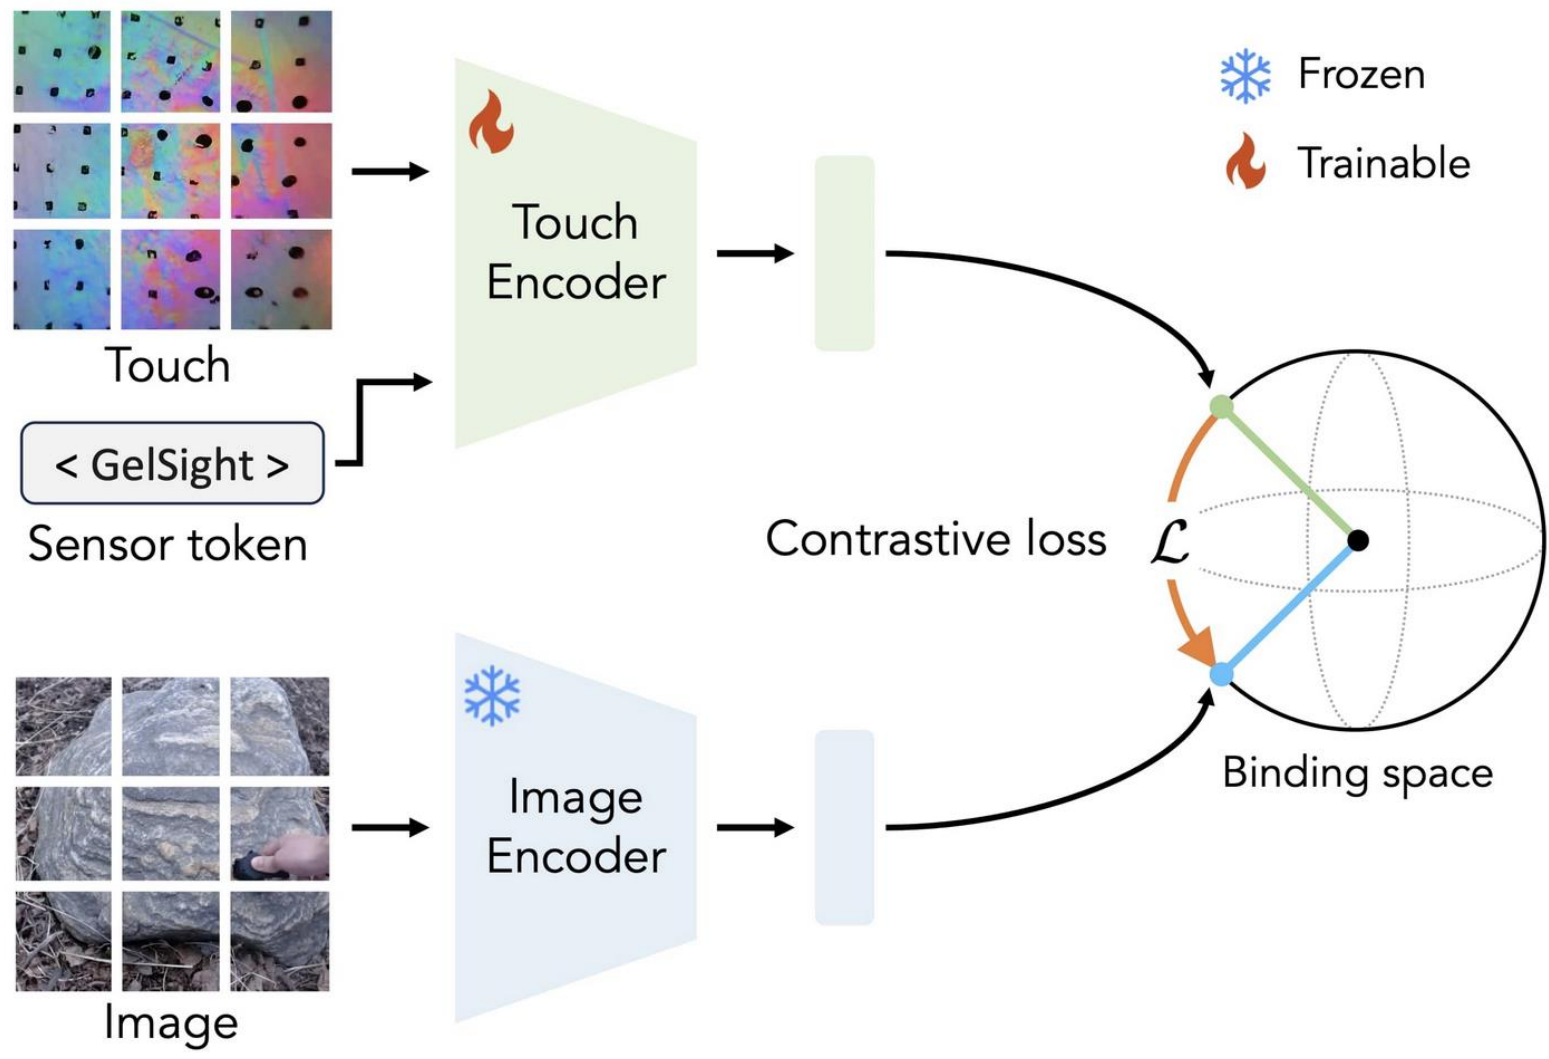 Frozen
Trainable
Touch
Encoder
Touch
< GelSight >
Sensor token
Contrastive loss
ℒ
Binding space
Image
Encoder
Image